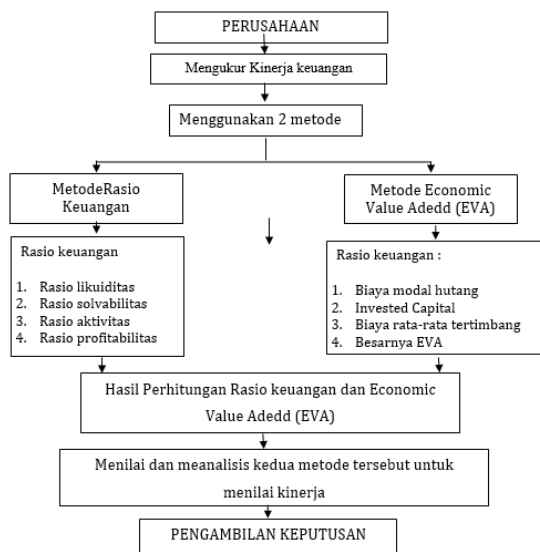 PERUSAHAAN
Mengukur Kinerja keuangan
Menggunakan 2 metode
MetodeRasio
Keuangan
Metode Economic
Value Adedd (EVA)
Rasio keuangan
1. Rasio likuiditas
2. Rasio solvabilitas
3. Rasio aktivitas
4. Rasio profitabilitas
Rasio keuangan :
1. Biaya modal hutang
2. Invested Capital
3. Biaya rata-rata tertimbang
4. Besarnya EVA
Hasil Perhitungan Rasio keuangan dan Economic
Value Adedd (EVA)
Menilai dan meanalisis kedua metode tersebut untuk
menilai kinerja
PENGAMBILAN KEPUTUSAN